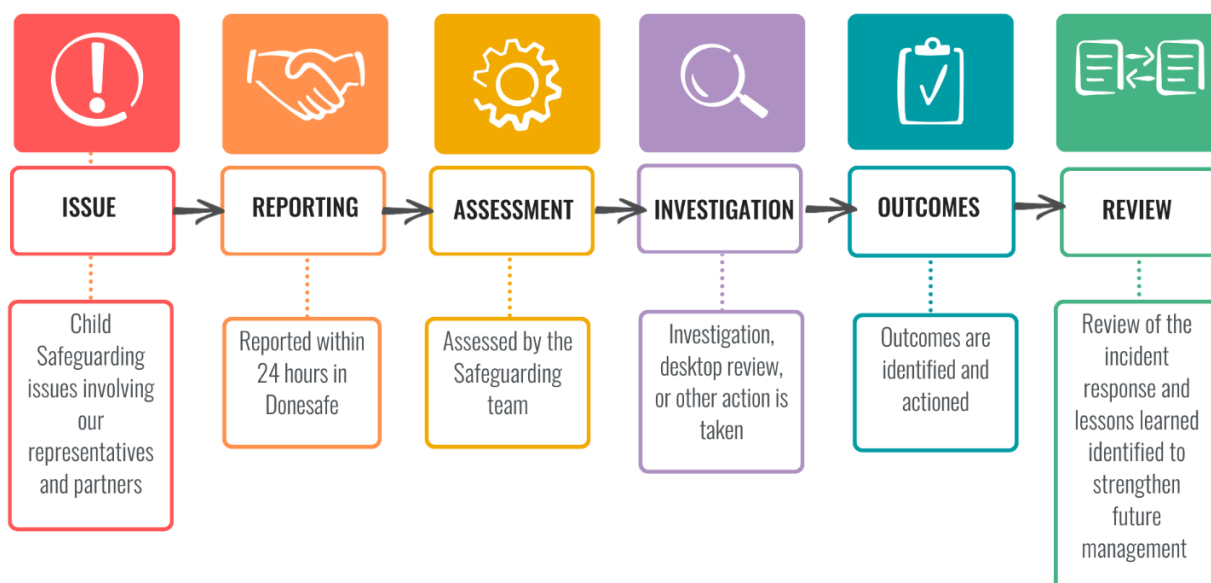 ISSUE
REPORTING
ASSESSMENT
INVESTIGATION
OUTCOMES
REVIEW
Child
Safeguarding
issues involving
our
representatives
and partners
Reported within
24 hours in
Donesafe
Assessed by the
Safeguarding
team
Investigation,
desktop review,
or other action is
taken
Outcomes are
identified and
actioned
Review of the
incident
response and
lessons learned
identified to
strengthen
future
management